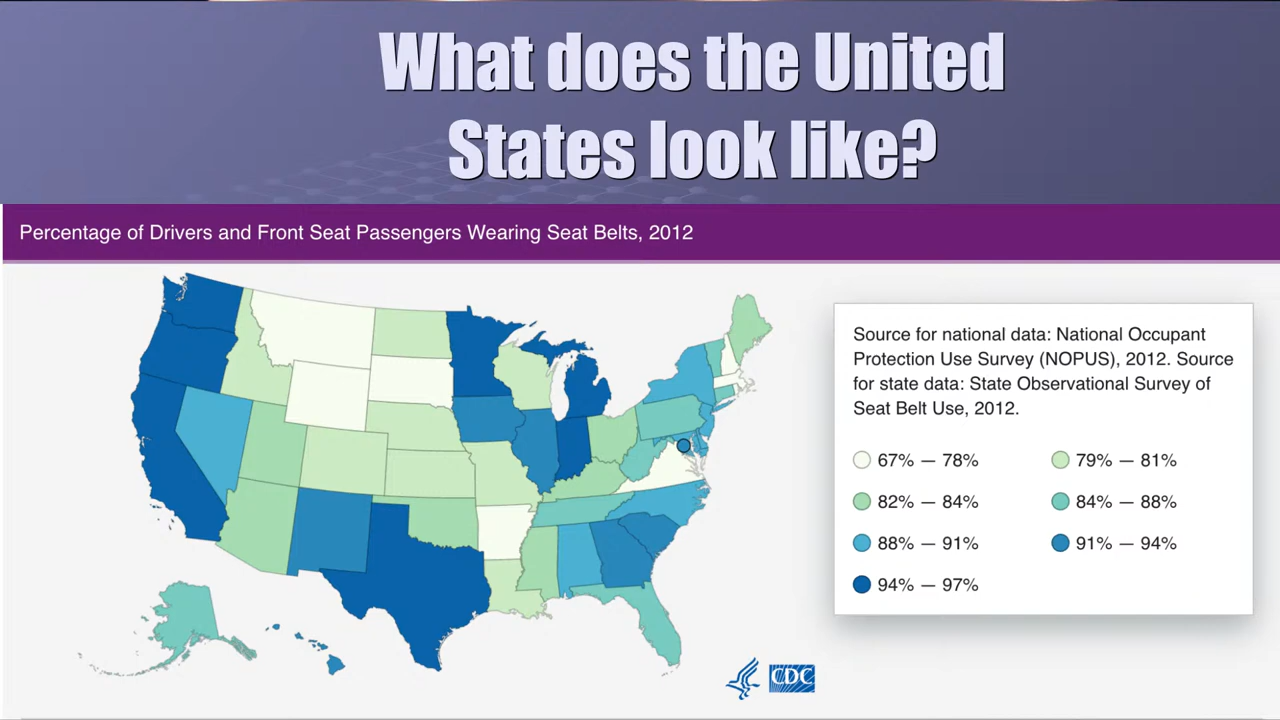 What does the United
States look like?
Percentage of Drivers and Front Seat Passengers Wearing Seat Belts, 2012
Source for national data: National Occupant
Protection Use Survey (NOPUS), 2012. Source
for state data: State Observational Survey of
Seat Belt Use, 2012.
67% — 78%
79% — 81%
82% — 84%
84% — 88%
88% — 91%
91% — 94%
94% — 97%
CDC